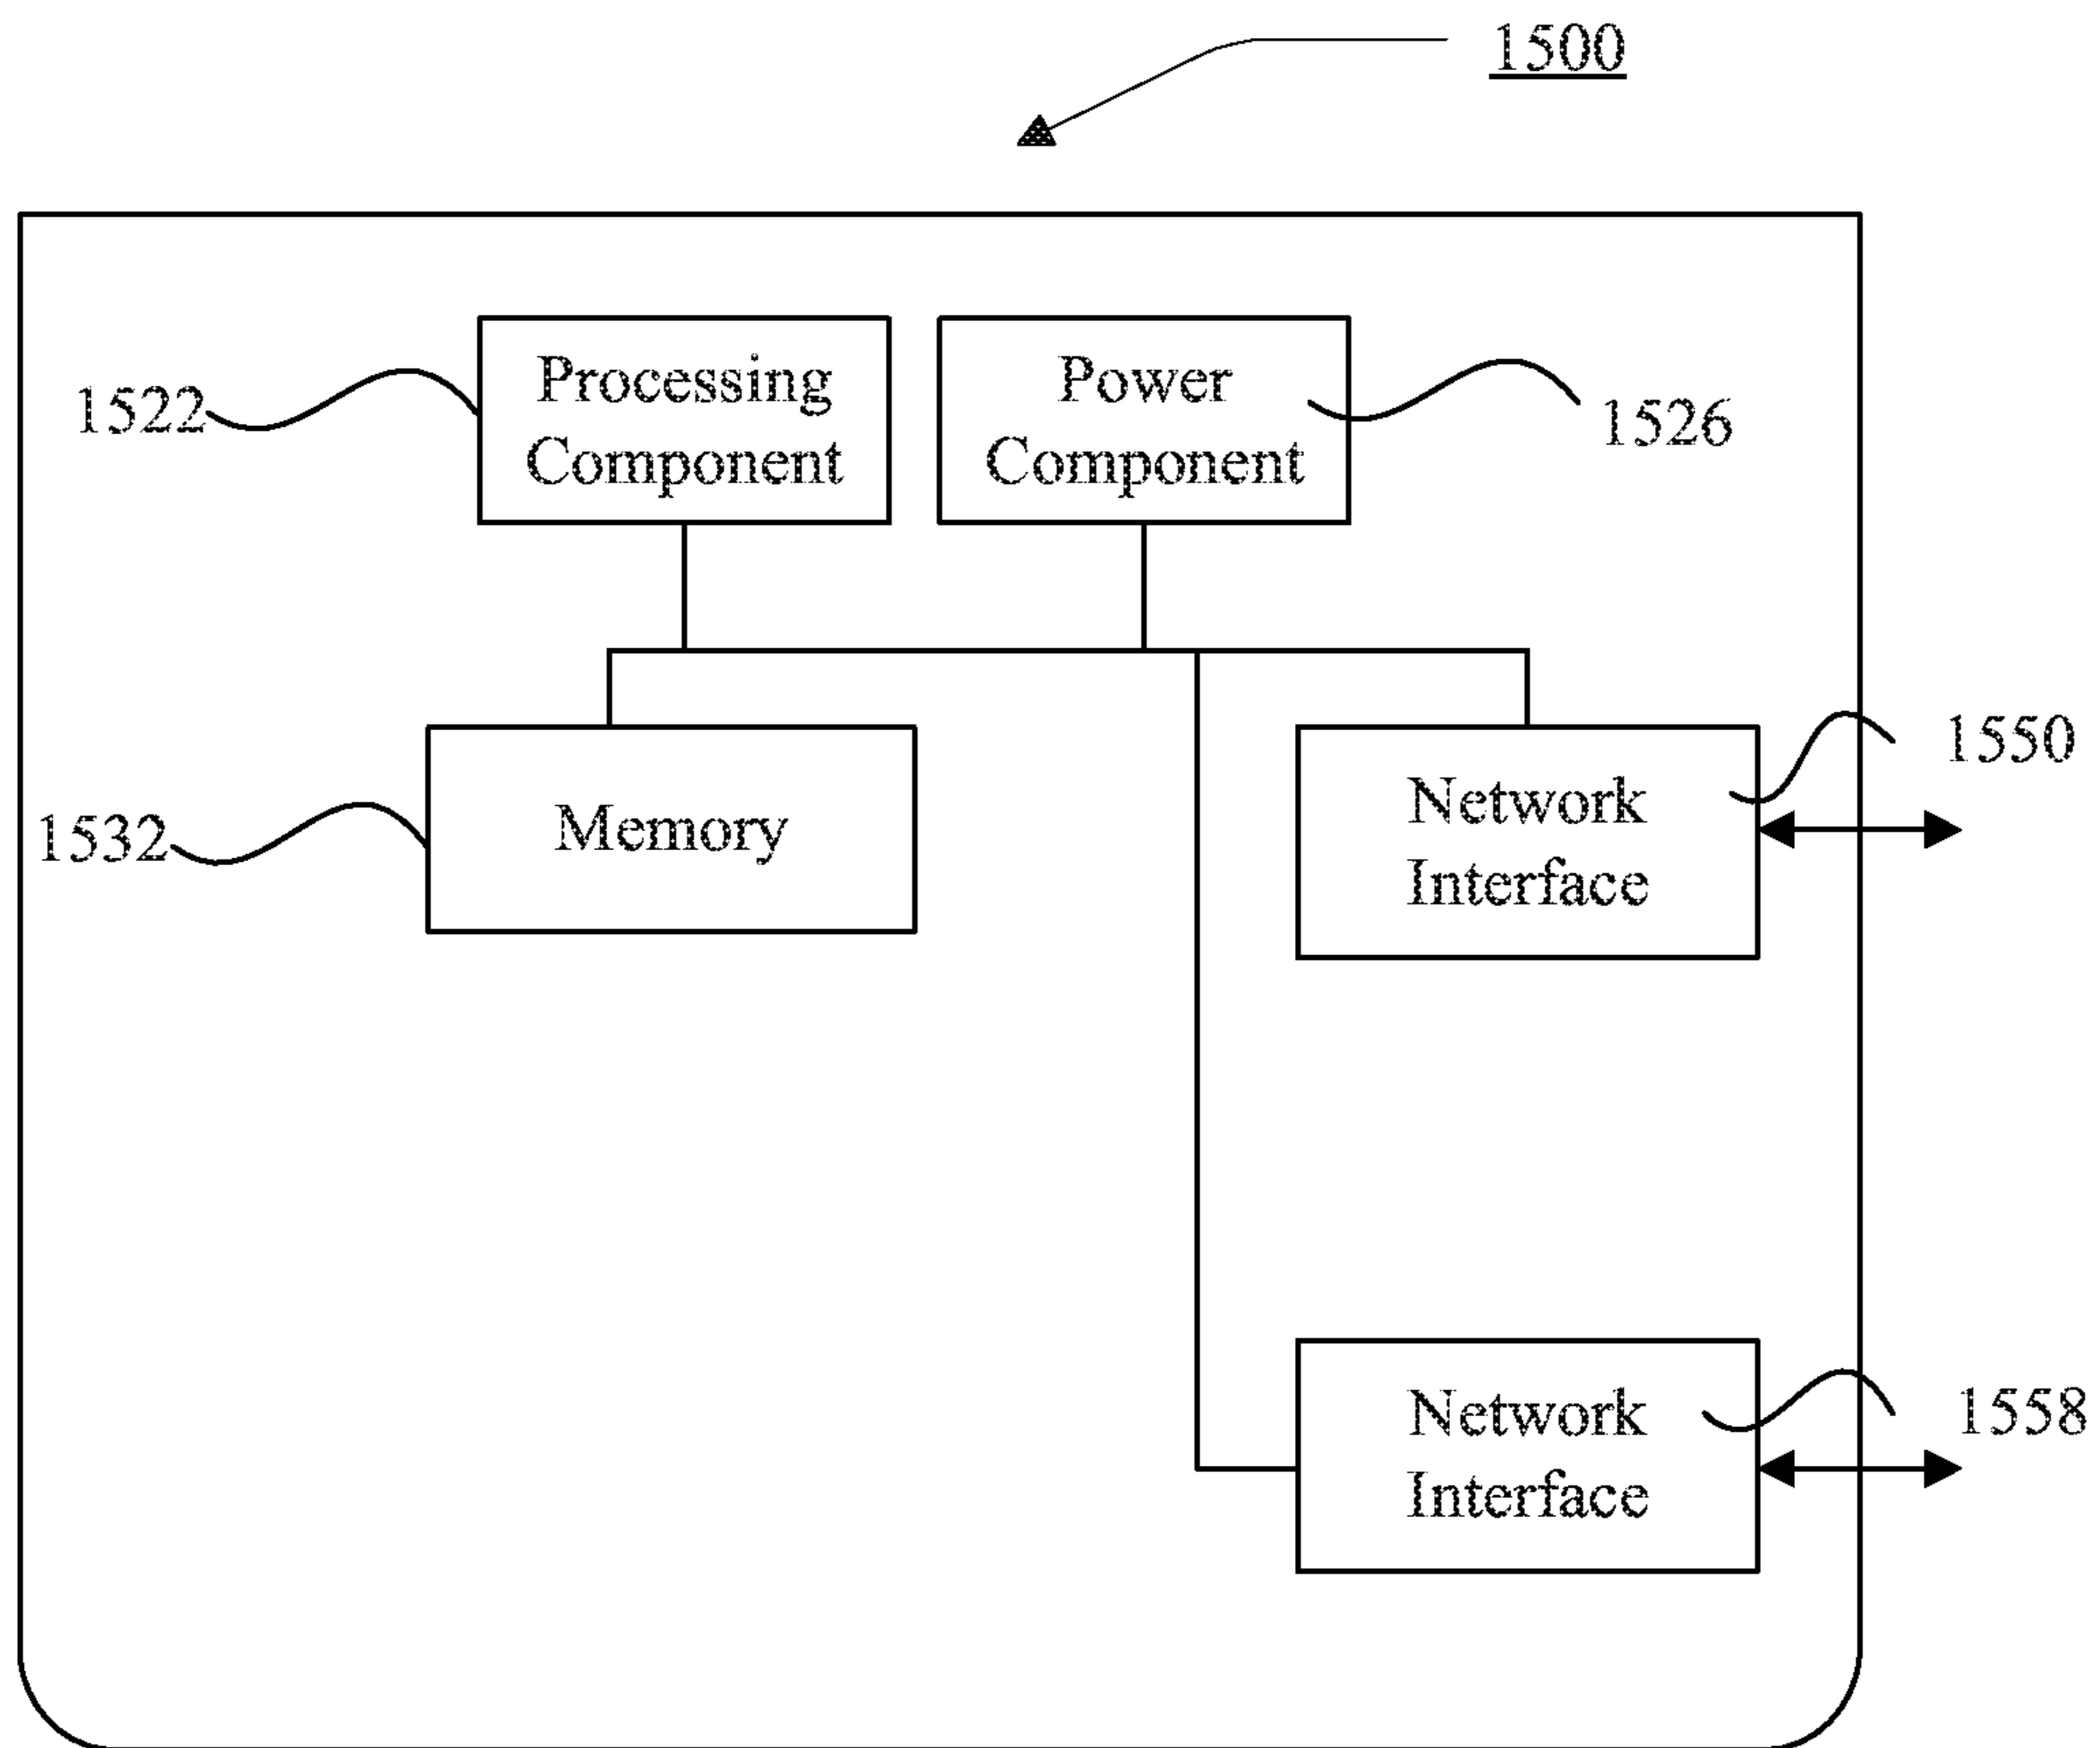 1500
1522
Processing
Component
Power
Component
1526
1532
Memory
Network
Interface
1550
Network
Interface
1558